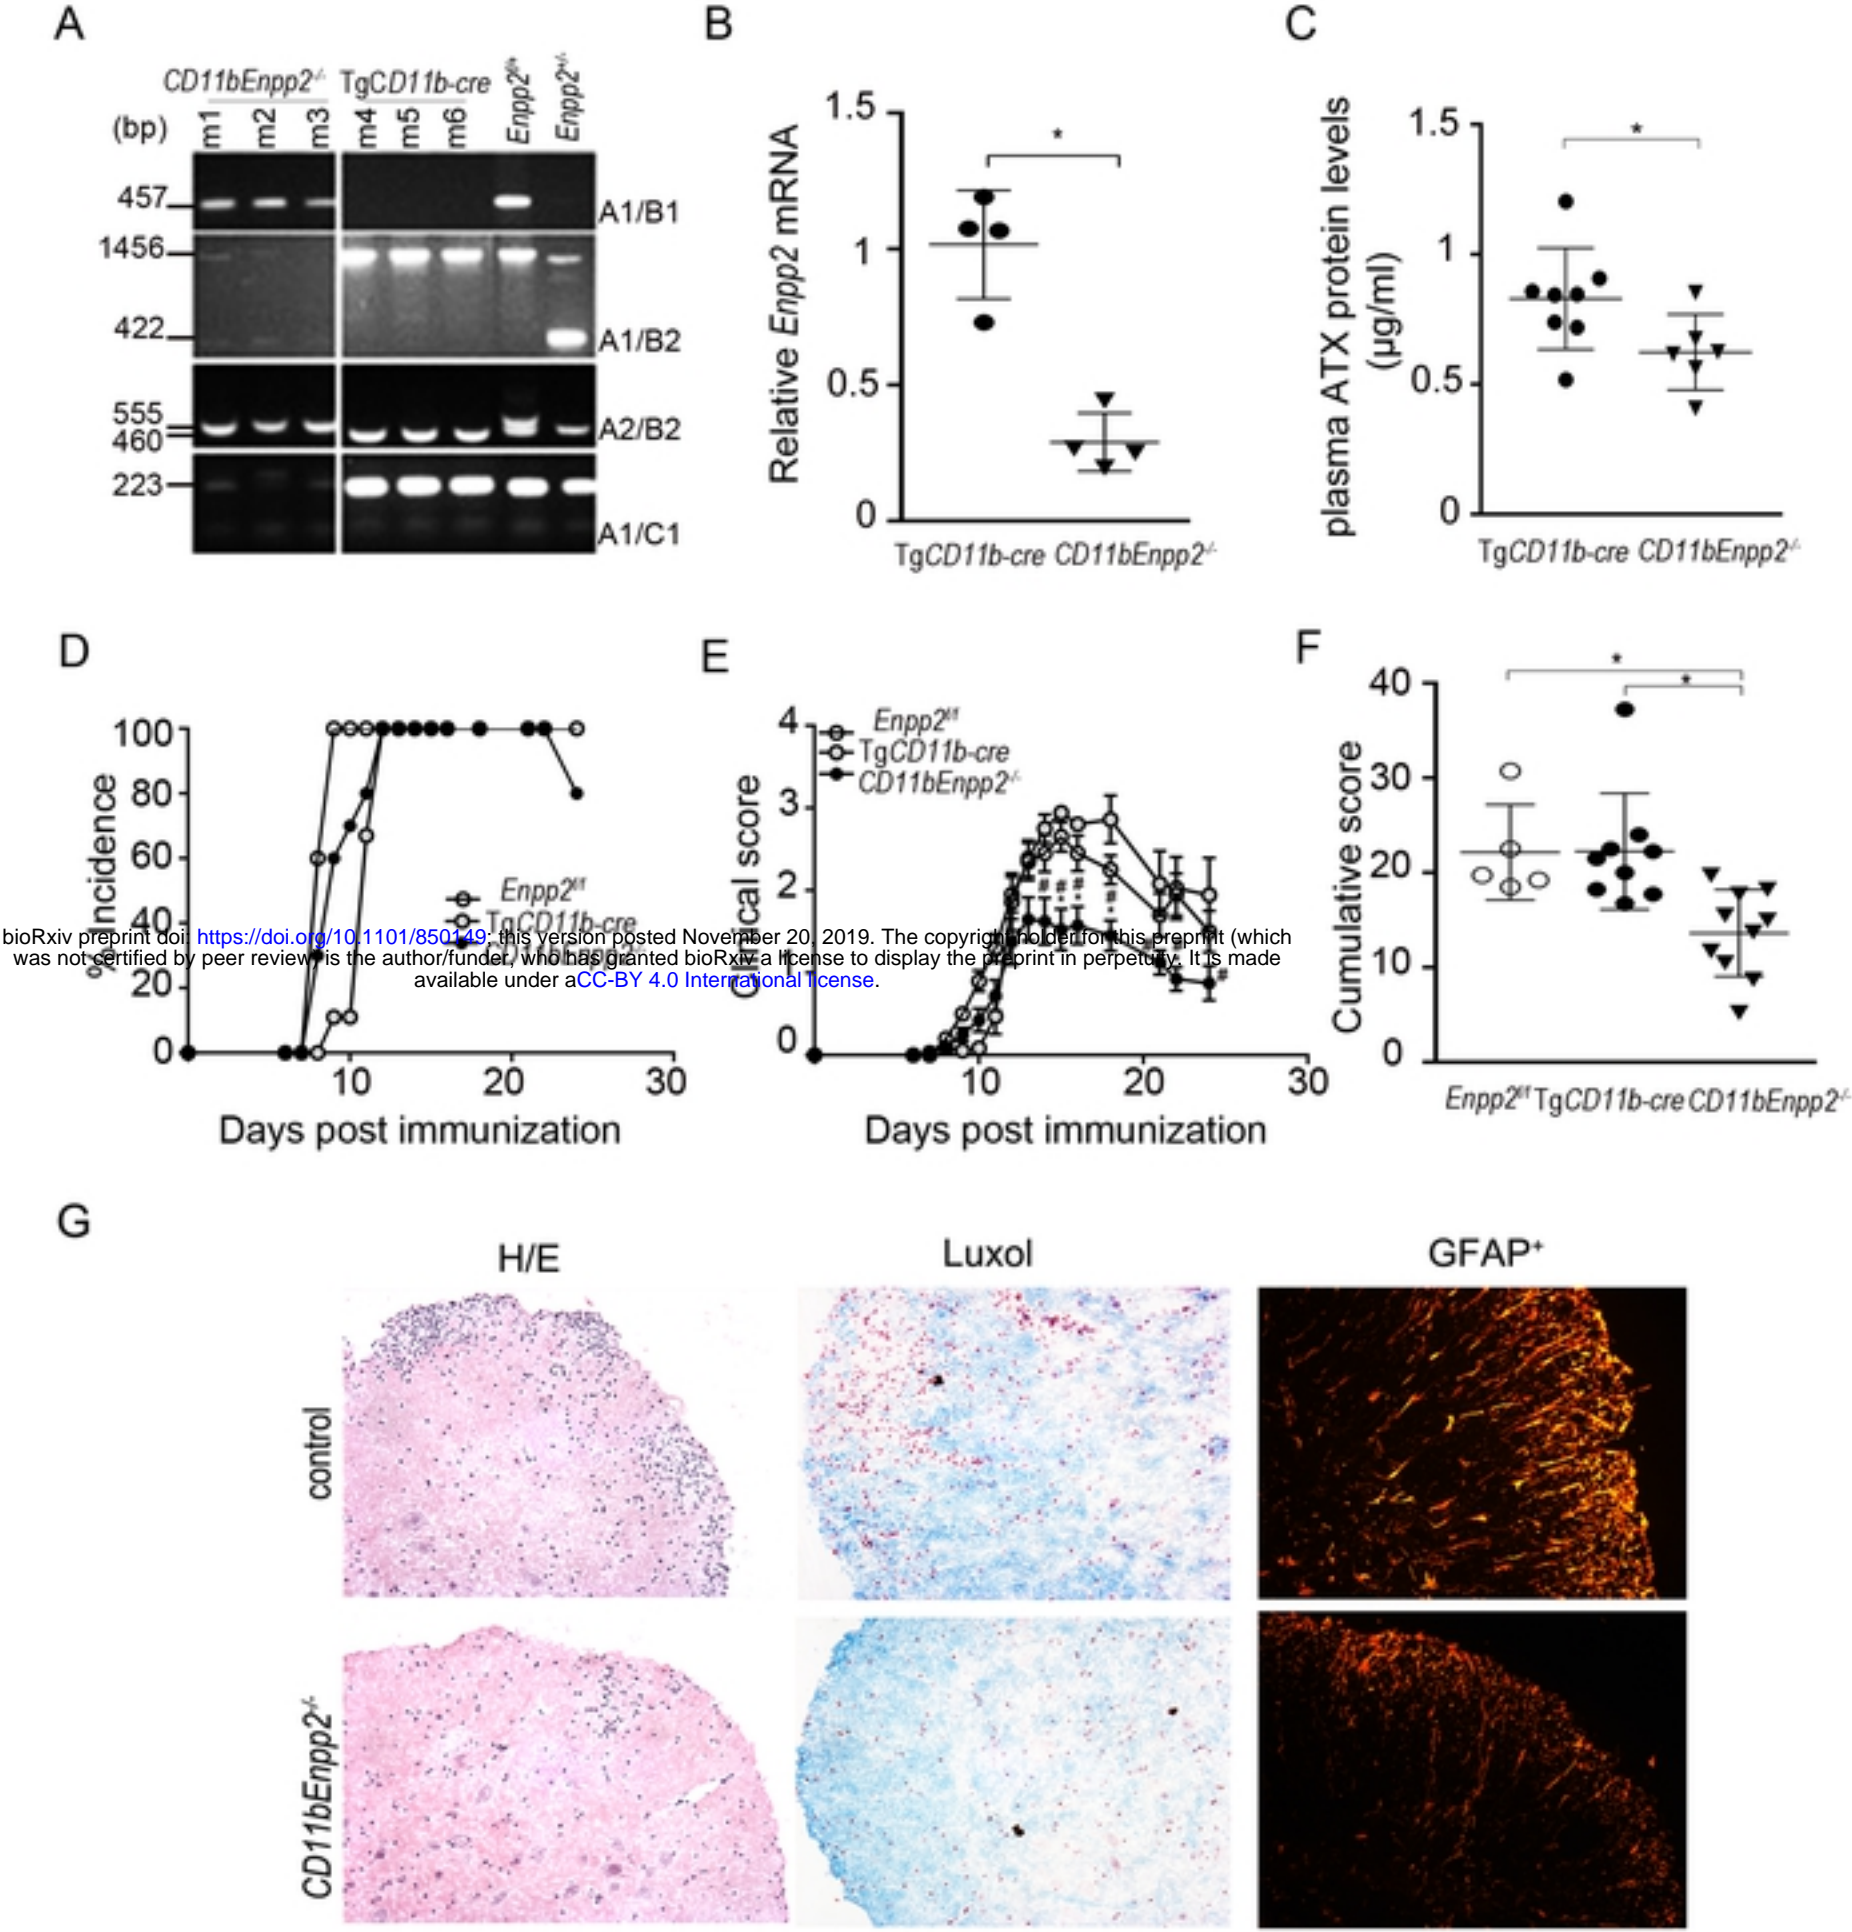 A
CD11bEnpp2-/- TgCD11b-cre Enpp2f/+ Enpp2+/-
(bp) m1 m2 m3 m4 m5 m6
457 A1/B1
1456
422 A1/B2
555
460 A2/B2
223
A1/C1
B
Relative Enpp2 mRNA
1.5
1
0.5
0
*
TgCD11b-cre CD11bEnpp2-/-
C
plasma ATX protein levels
(µg/ml)
1.5
1
0.5
0
*
TgCD11b-cre CD11bEnpp2-/-
D
% Incidence
100
80
60
40
20
0
10 20 30
Days post immunization
Enpp2f/f
TgCD11b-cre
CD11bEnpp2-/-
E
Clinical score
4
3
2
1
0
10 20 30
Days post immunization
Enpp2f/f
TgCD11b-cre
CD11bEnpp2-/-
# # # #
* * *
#
F
Cumulative score
40
30
20
10
0
*
*
Enpp2f/f TgCD11b-cre CD11bEnpp2-/-
bioRxiv preprint doi: https://doi.org/10.1101/850149; this version posted November 20, 2019. The copyright holder for this preprint (which
was not certified by peer review) is the author/funder, who has granted bioRxiv a license to display the preprint in perpetuity. It is made
available under aCC-BY 4.0 International license.
G
H/E Luxol GFAP+
control
CD11bEnpp2-/-